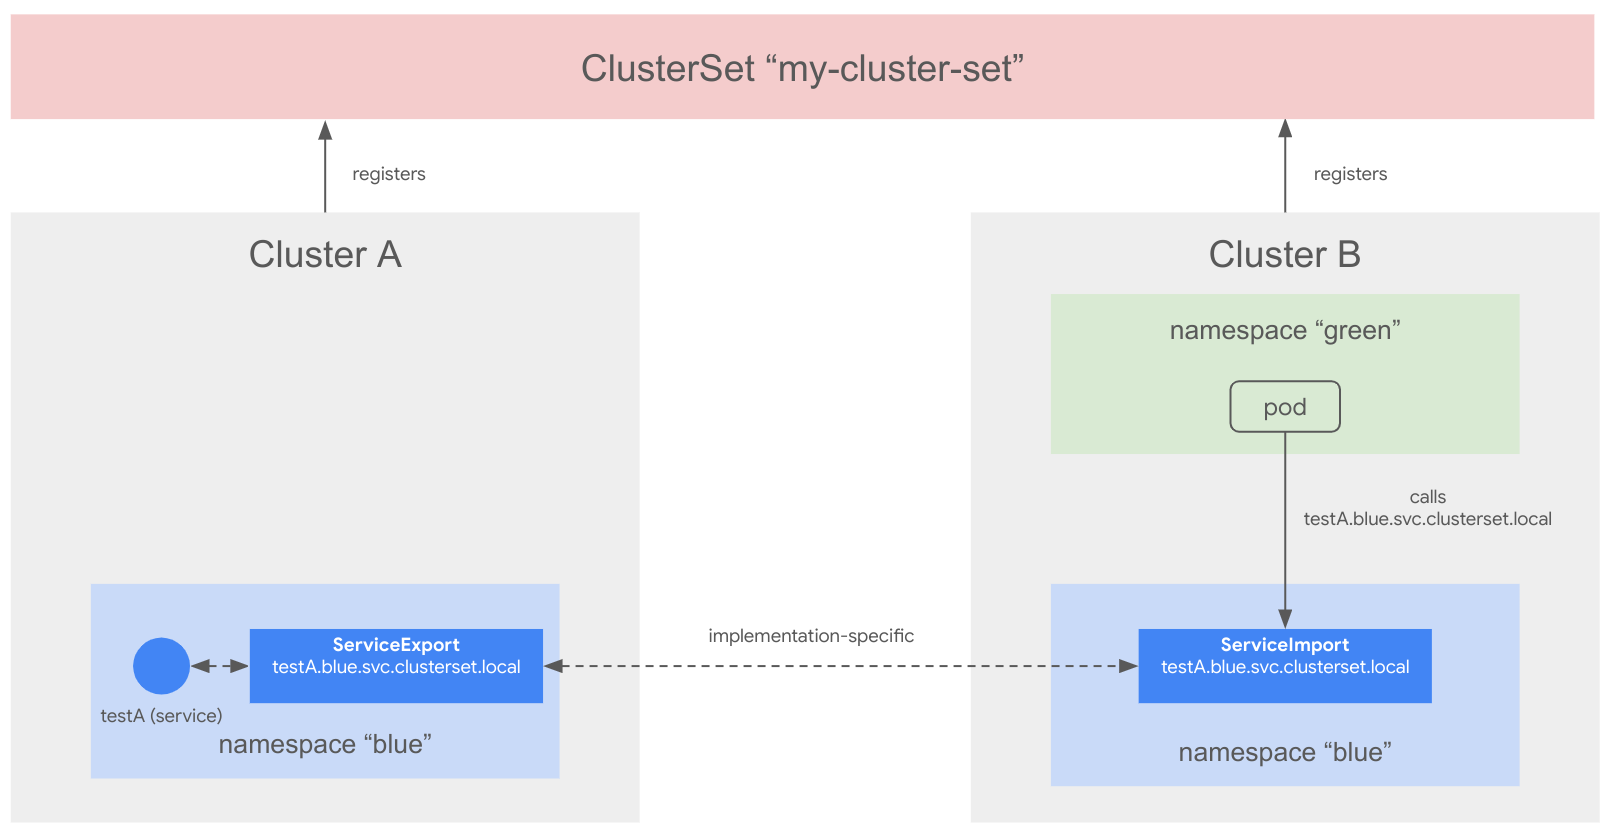 ClusterSet “my-cluster-set”
registers
registers
Cluster A
Cluster B
namespace “green”
pod
calls
testA.blue.svc.clusterset.local
implementation-specific
ServiceExport
testA.blue.svc.clusterset.local
testA (service)
namespace “blue”
ServiceImport
testA.blue.svc.clusterset.local
namespace “blue”